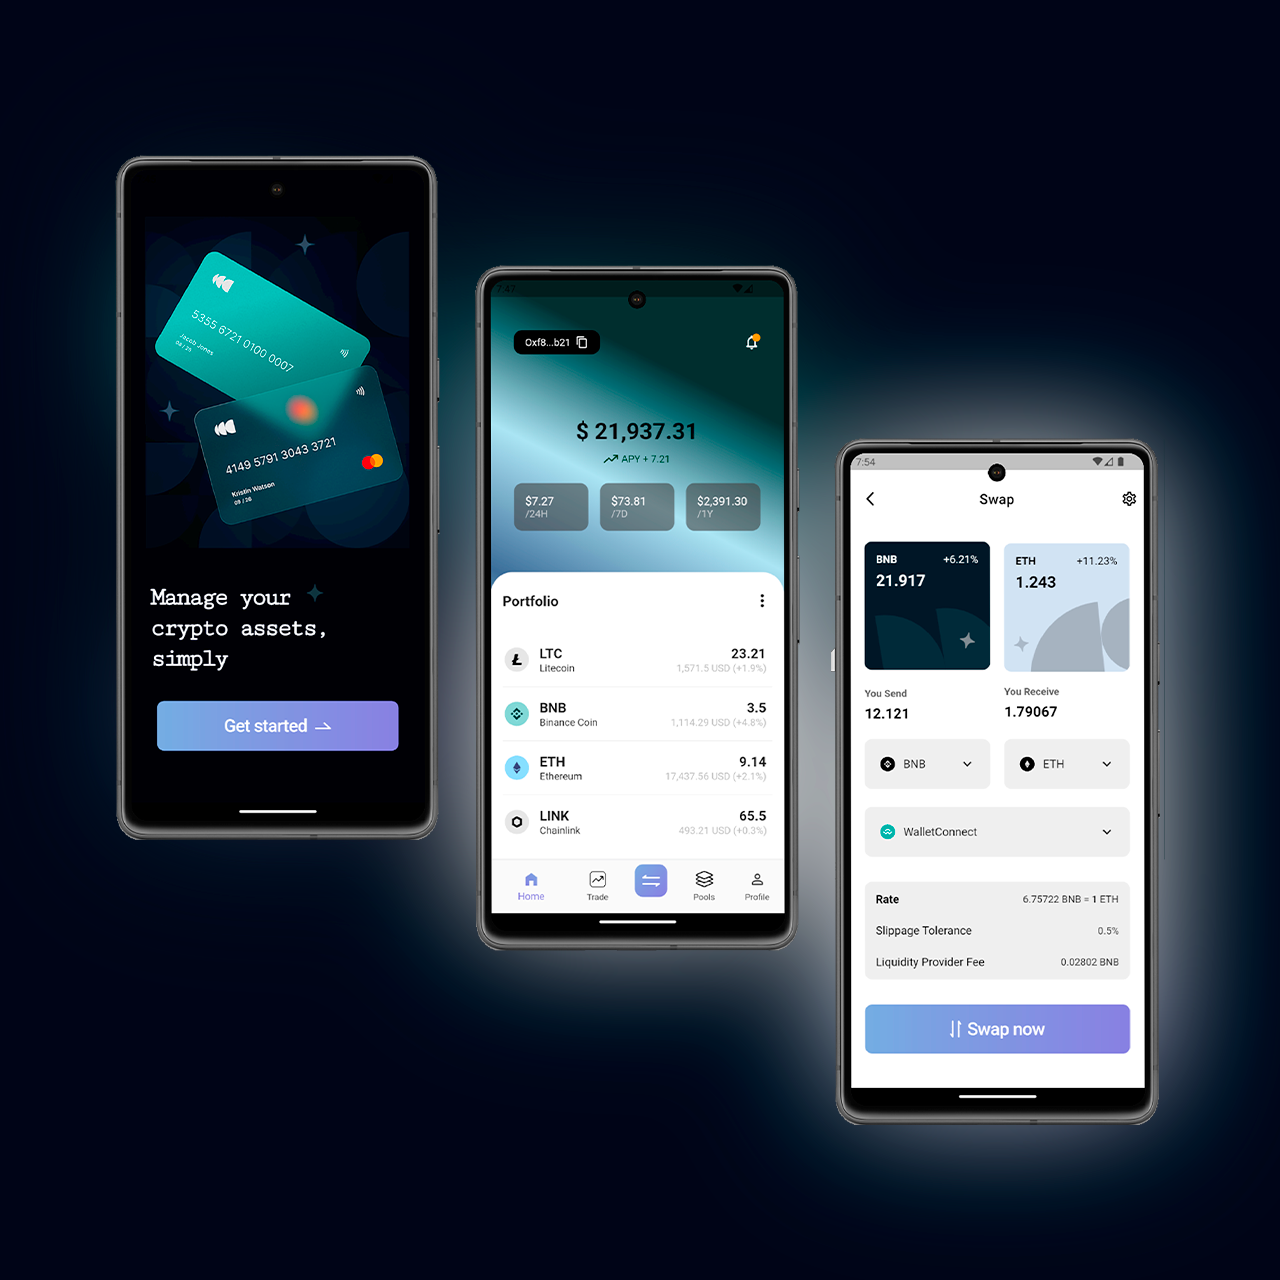 5355 6721 0100 0007
Jacob Jones
08 / 25
4149 5791 3043 3721
Kristin Watson
08 / 26
Manage your
crypto assets,
simply
Get started
7:47
0xf8...b21
$ 21,937.31
APY + 7.21
$7.27 $73.81 $2,391.30
/24H /7D /1Y
Portfolio
LTC 23.21
Litecoin 1,571.5 USD (+1.9%)
BNB 3.5
Binance Coin 1,114.29 USD (+4.8%)
ETH 9.14
Ethereum 17,437.56 USD (+2.1%)
LINK 65.5
Chainlink 493.21 USD (+0.3%)
Home Trade Pools Profile
7:54
Swap
BNB +6.21% ETH +11.23%
21.917 1.243
You Send You Receive
12.121 1.79067
BNB ETH
WalletConnect
Rate 6.75722 BNB = 1 ETH
Slippage Tolerance 0.5%
Liquidity Provider Fee 0.02802 BNB
Swap now